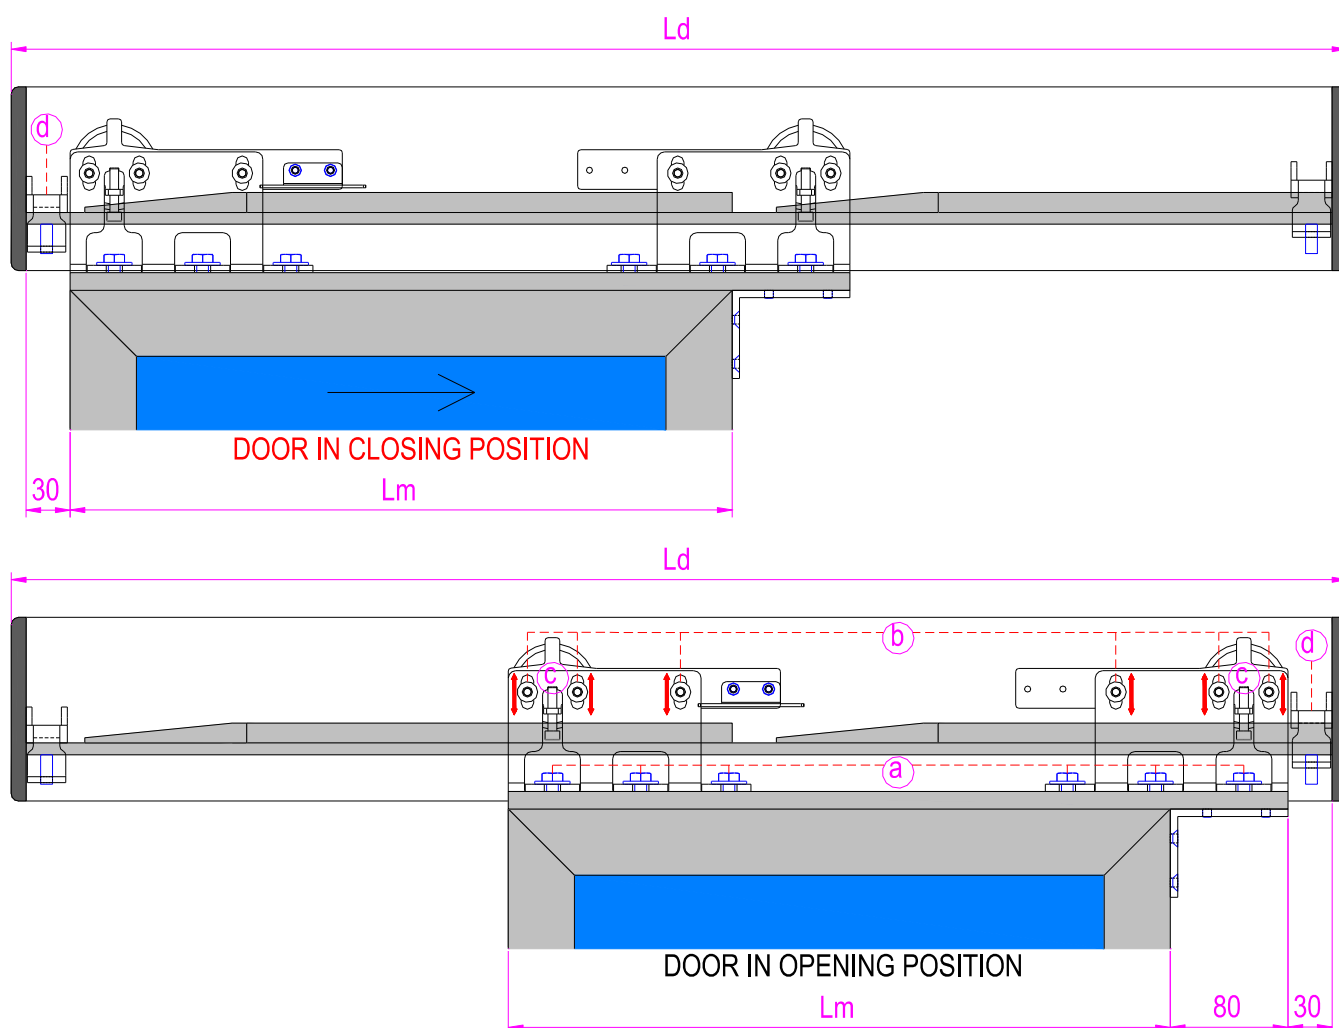 Ld
d
DOOR IN CLOSING POSITION
30
Lm
Ld
b
d
c
c
a
DOOR IN OPENING POSITION
Lm
80
30